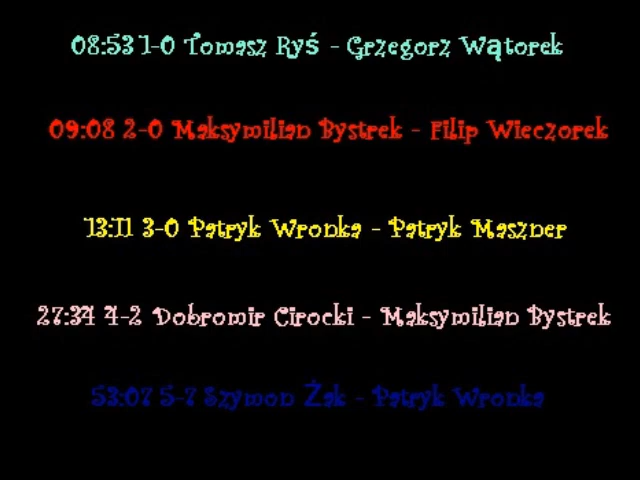 08:53 1-0 Tomasz Ryś - Grzegorz Wątorek
09:08 2-0 Maksymilian Bystrek - Filip Wieczorek
13:11 3-0 Patryk Wronka - Patryk Maszner
27:34 4-2 Dobromir Cirocki - Maksymilian Bystrek
53:07 5-7 Szymon Żak - Patryk Wronka